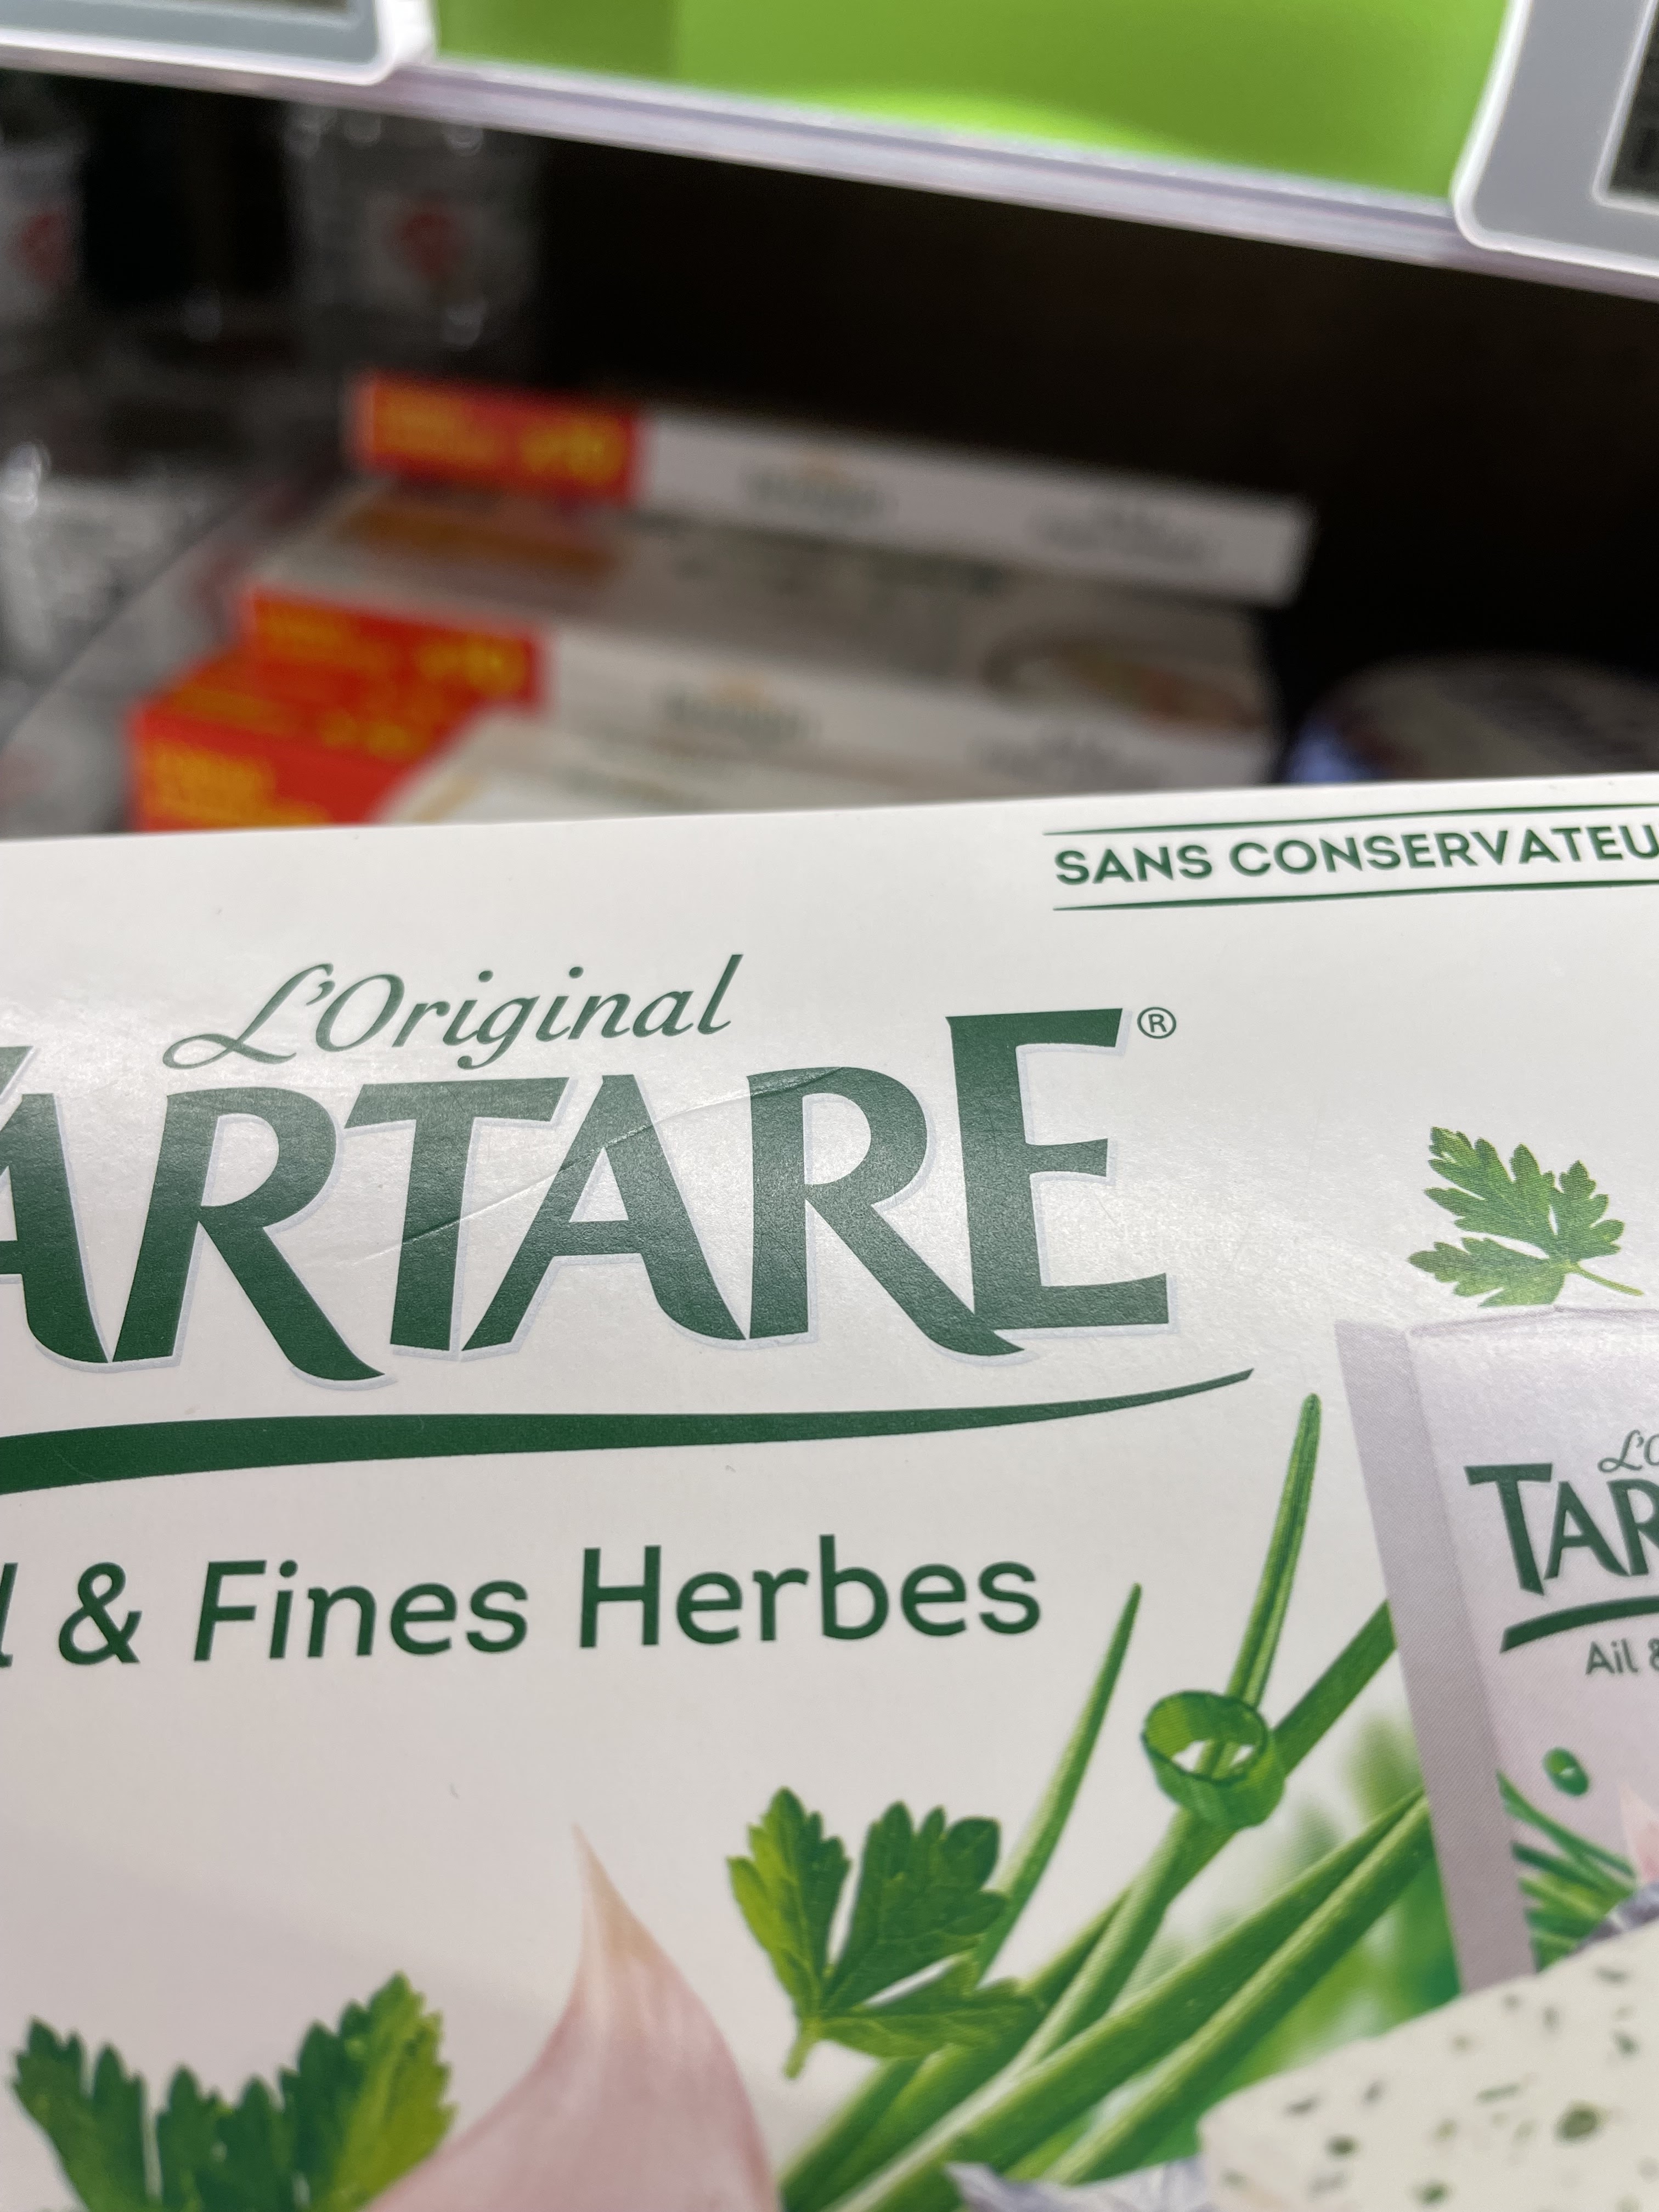 SANS CONSERVATEU
L'Original
ARTARE®
l & Fines Herbes
L'O
TAR
Ail &